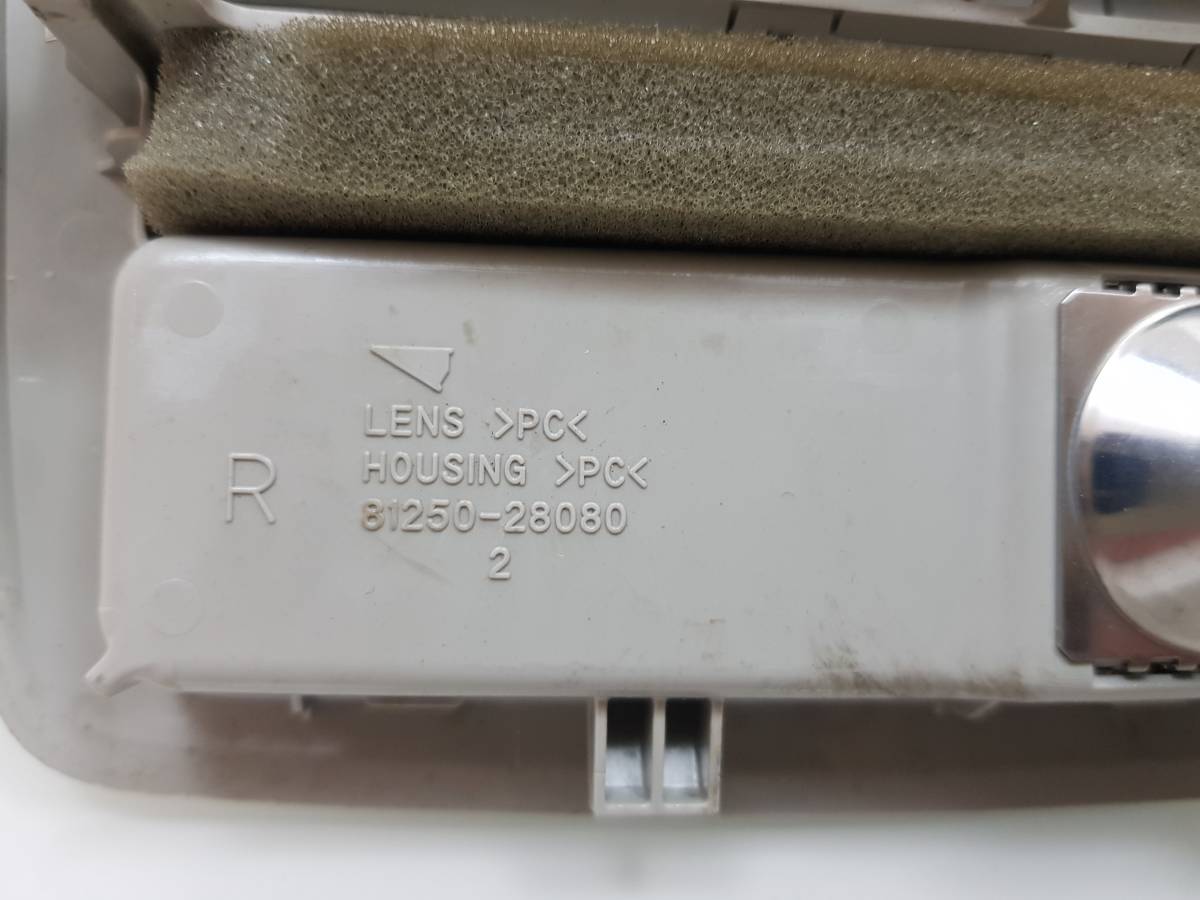 LENS >PC<
R
HOUSING >PC<
81250-28080
2